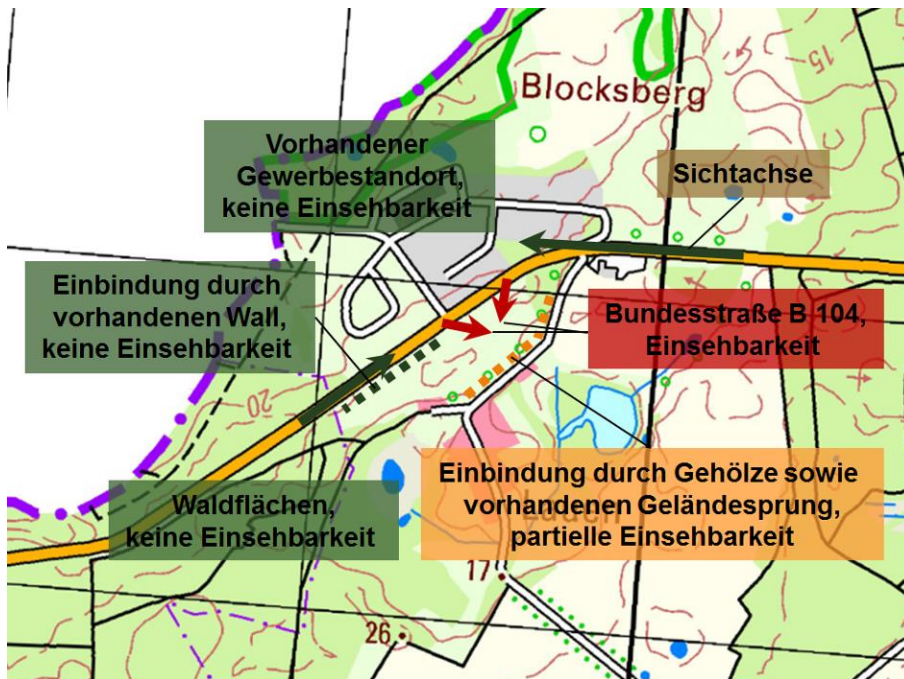 Blocksberg
15
Vorhandener
Gewerbestandort,
keine Einsehbarkeit
Sichtachse
Einbindung durch
vorhandenen Wall,
keine Einsehbarkeit
Bundesstraße B 104,
Einsehbarkeit
20
Waldflächen,
keine Einsehbarkeit
Einbindung durch Gehölze sowie
vorhandenen Geländesprung,
partielle Einsehbarkeit
17
26